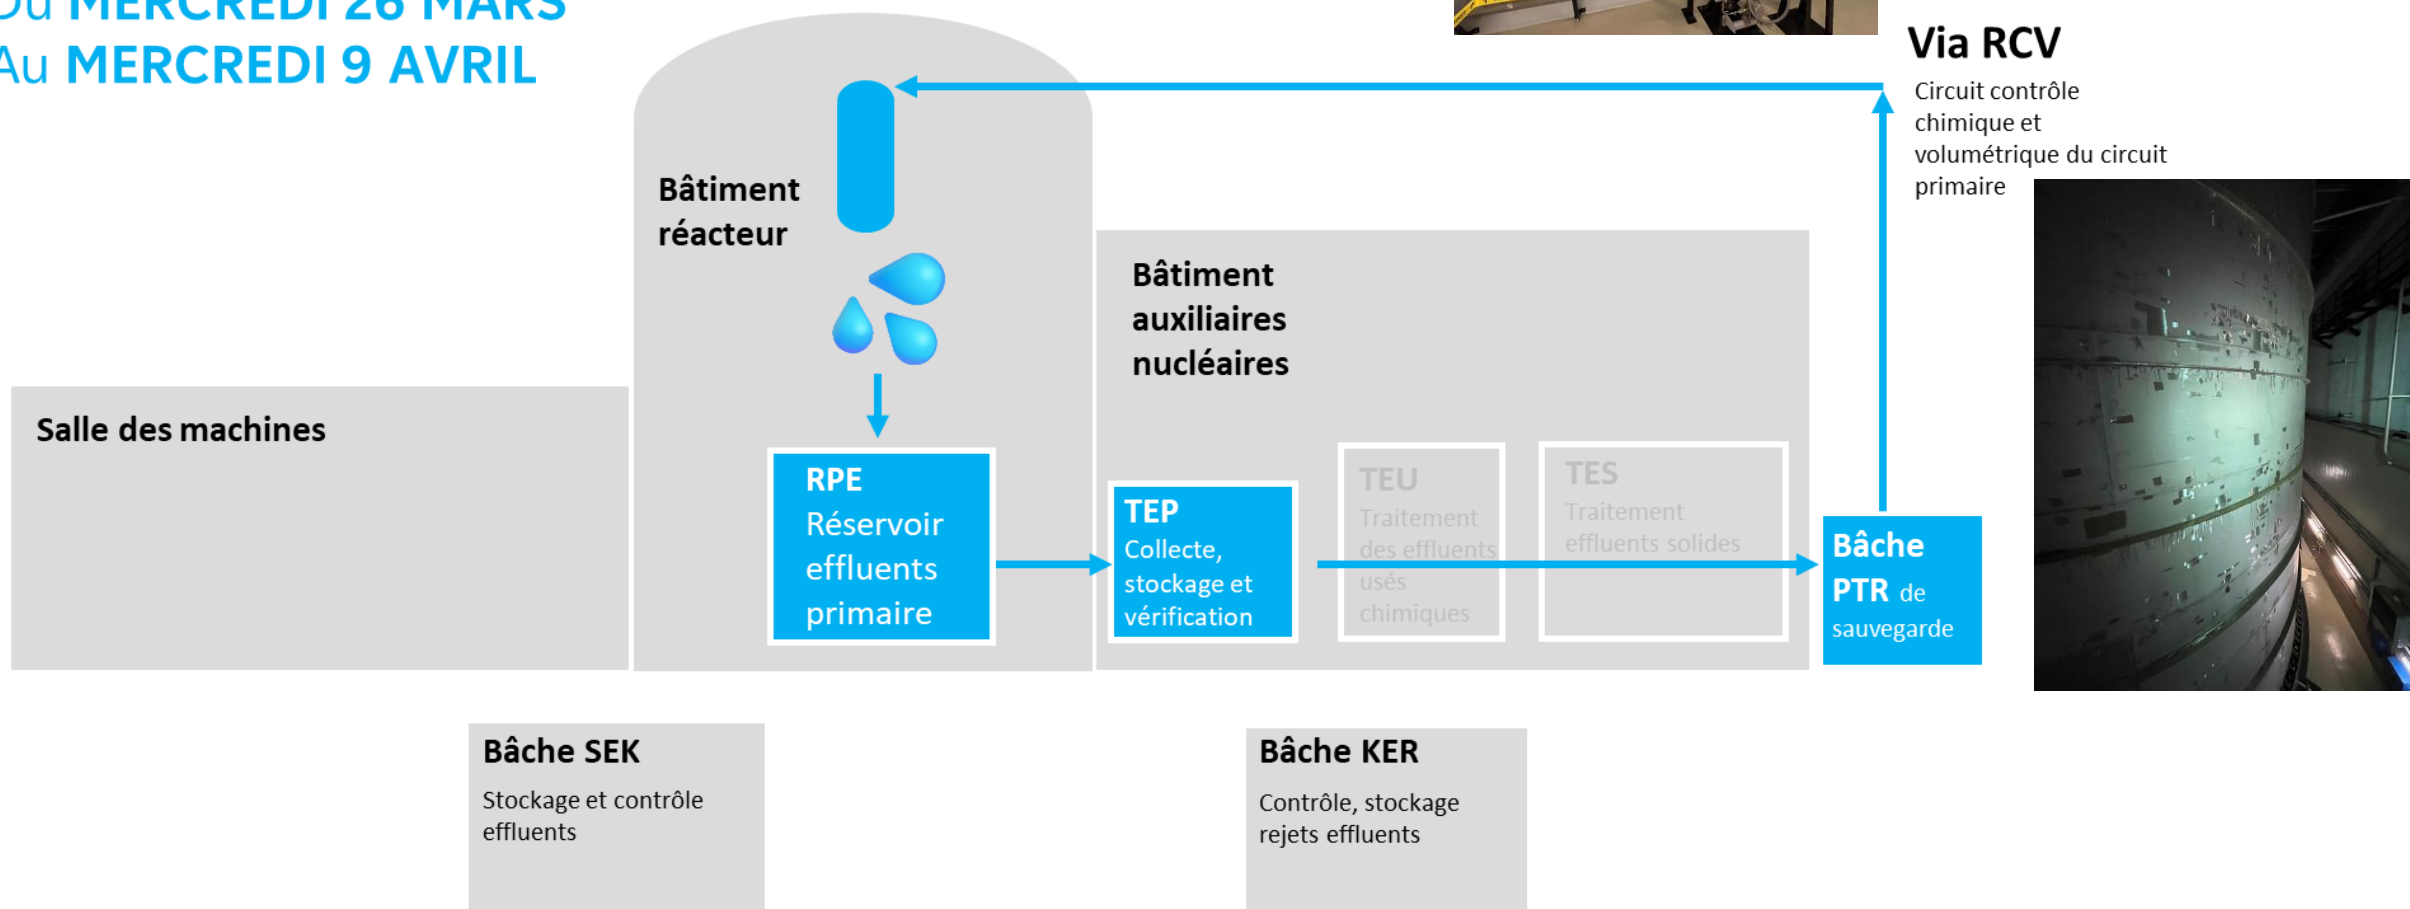 Du MERCREDI 26 MARS
Au MERCREDI 9 AVRIL
Via RCV
Circuit contrôle
chimique et
volumétrique du circuit
primaire
Bâtiment
réacteur
Bâtiment
auxiliaires
nucléaires
Salle des machines
RPE
Réservoir
effluents
primaire
TEP
Collecte,
stockage et
vérification
TEU
Traitement
des effluents
usés
chimiques
TES
Traitement
effluents solides
Bâche
PTR de
sauvegarde
Bâche SEK
Stockage et contrôle
effluents
Bâche KER
Contrôle, stockage
rejets effluents